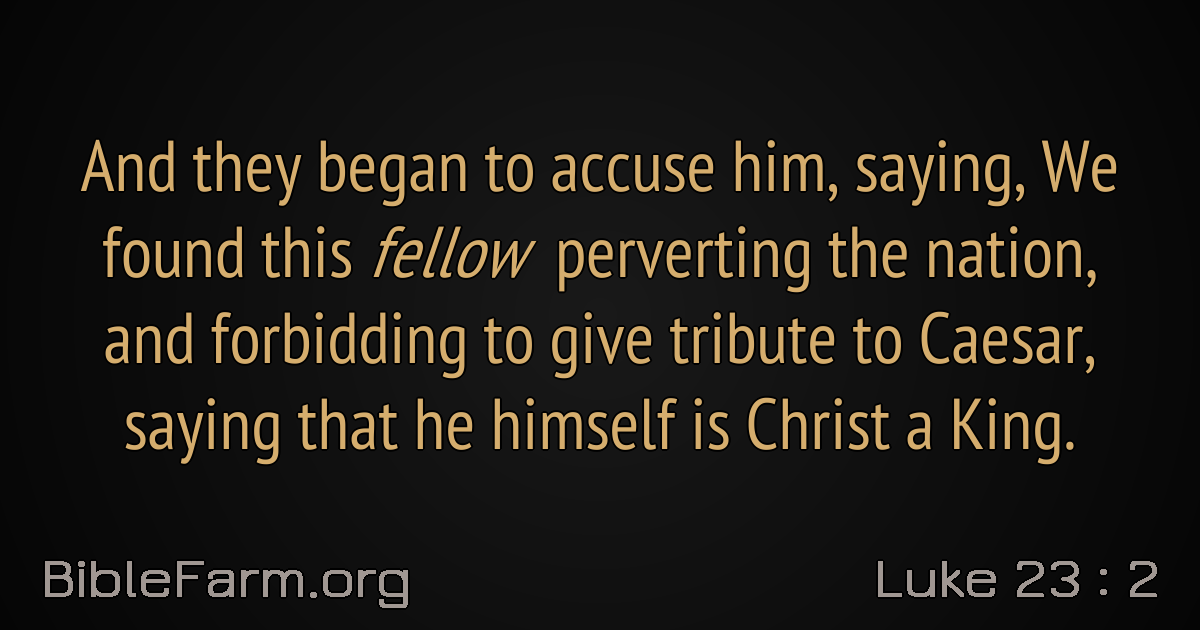 And they began to accuse him, saying, We
found this fellow perverting the nation,
and forbidding to give tribute to Caesar,
saying that he himself is Christ a King.
BibleFarm.org
Luke 23 : 2